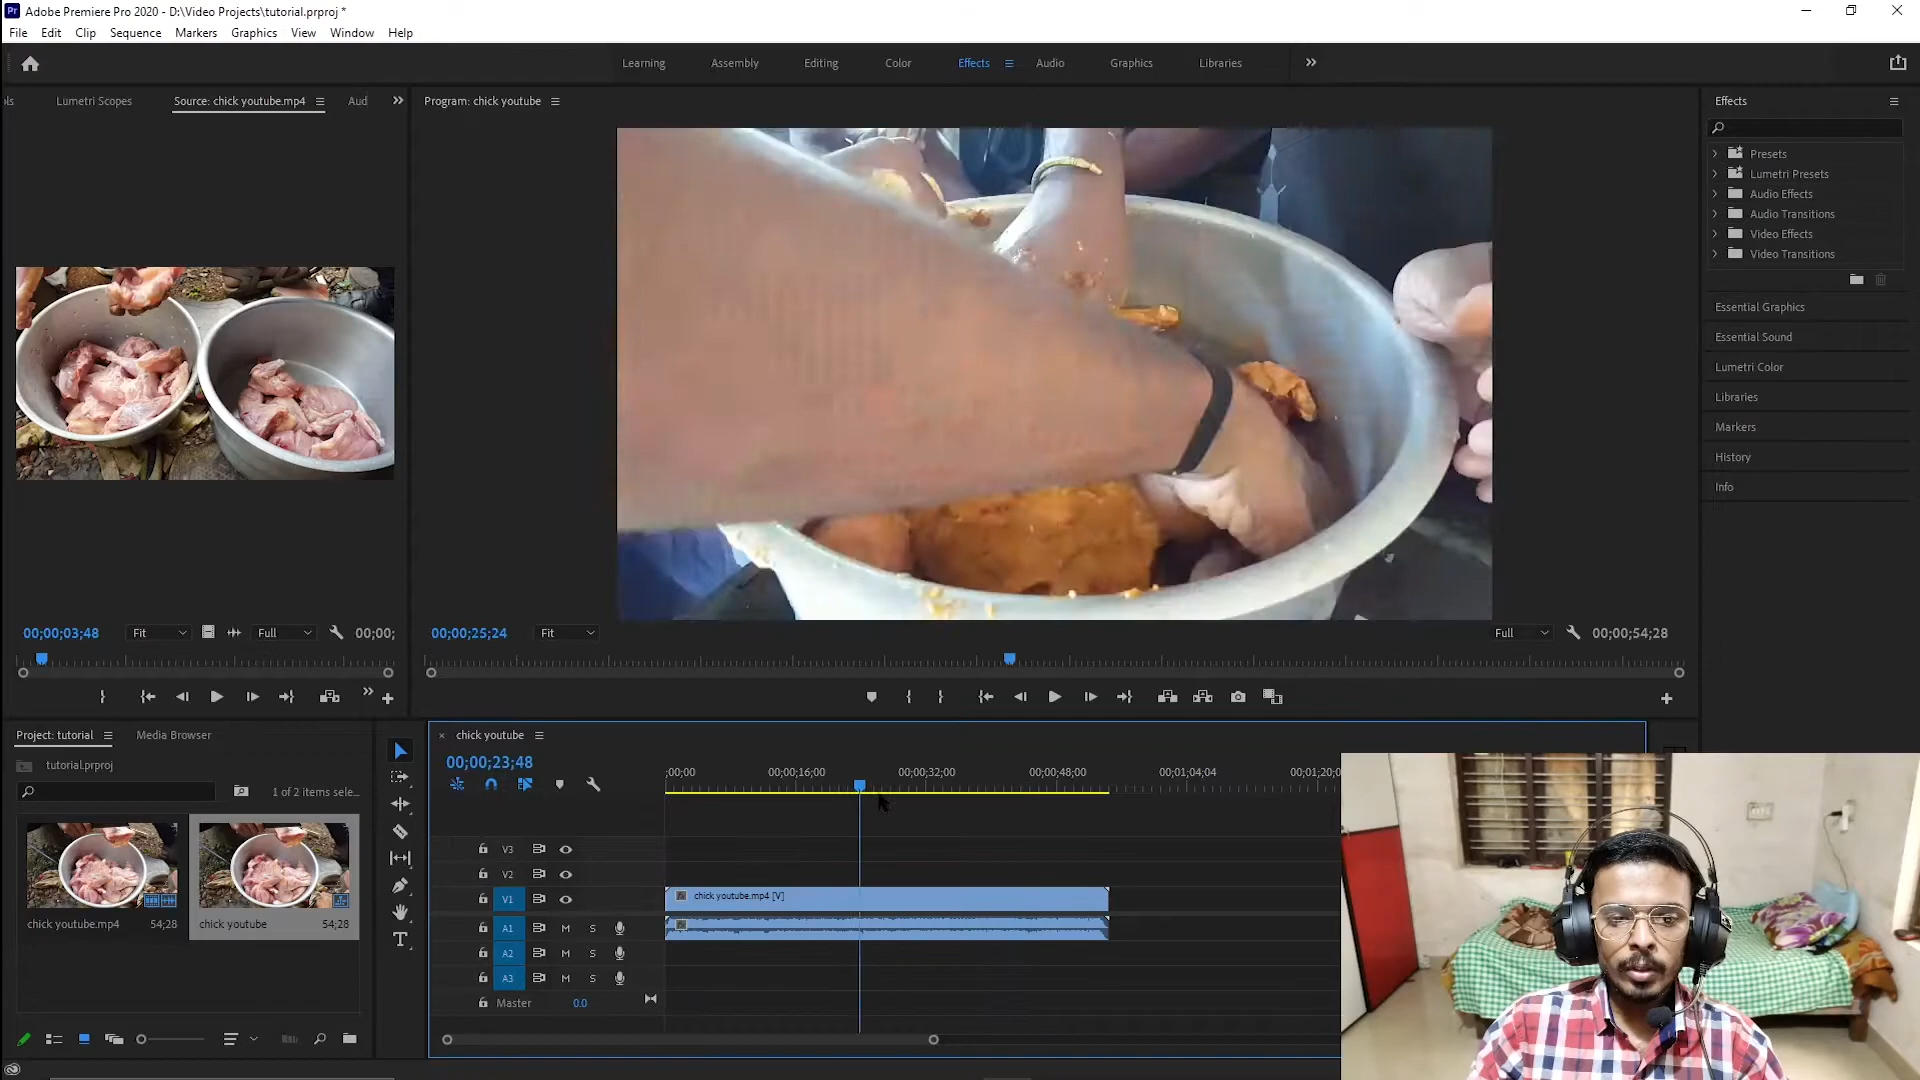 Adobe Premiere Pro 2020 - D:\Video Projects\tutorial.prproj *
File Edit Clip Sequence Markers Graphics View Window Help
Learning Assembly Editing Color Effects Audio Graphics Libraries
ols Lumetri Scopes Source: chick youtube.mp4 Aud
Program: chick youtube
Effects
Presets
Lumetri Presets
Audio Effects
Audio Transitions
Video Effects
Video Transitions
Essential Graphics
Essential Sound
Lumetri Color
Libraries
Markers
History
Info
00;00;03;48 Fit Full 00;00;
00;00;25;24 Fit Full 00;00;54;28
Project: tutorial Media Browser
tutorial.prproj
1 of 2 items sele...
chick youtube.mp4 54;28
chick youtube 54;28
chick youtube
00;00;23;48
;00;00 00;00;16;00 00;00;32;00 00;00;48;00 00;01;04;04 00;01;20;0
V3
V2
V1 chick youtube.mp4 [V]
A1 M S
A2 M S
A3 M S
Master 0.0